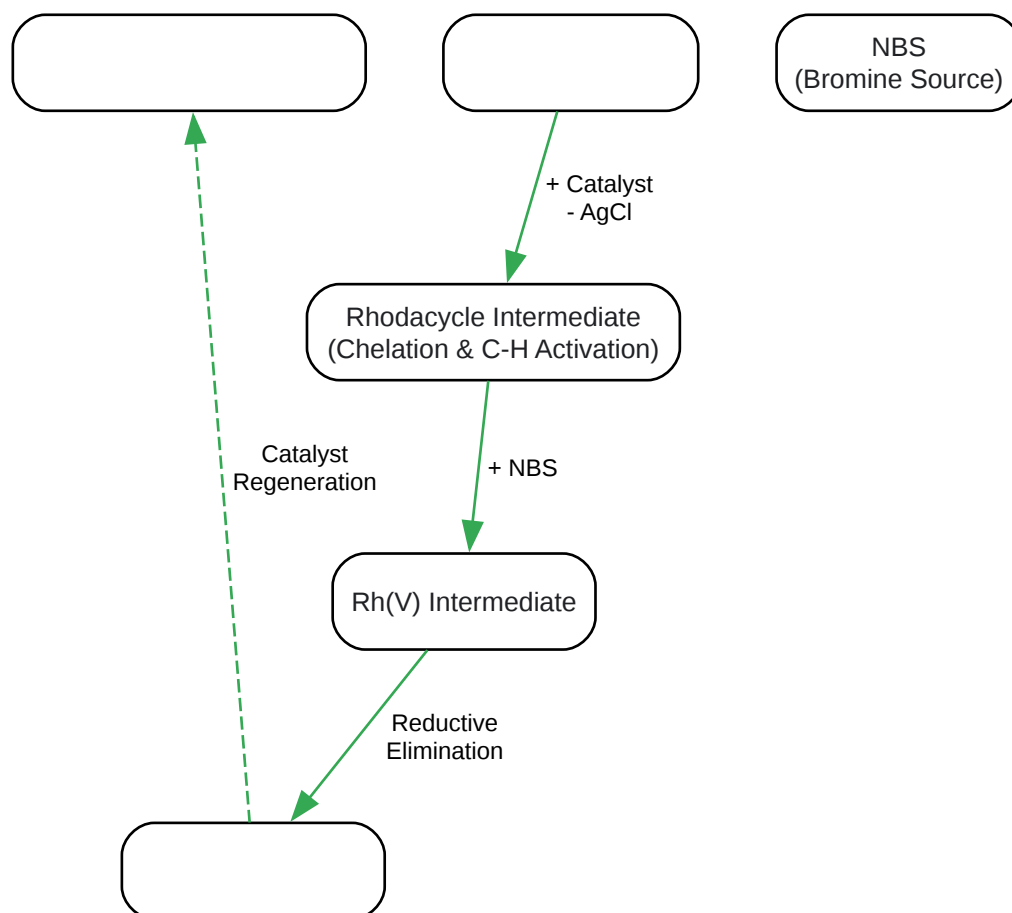 NBS
(Bromine Source)
+ Catalyst
- AgCl
Rhodacycle Intermediate
(Chelation & C-H Activation)
Catalyst
Regeneration
+ NBS
Rh(V) Intermediate
Reductive
Elimination